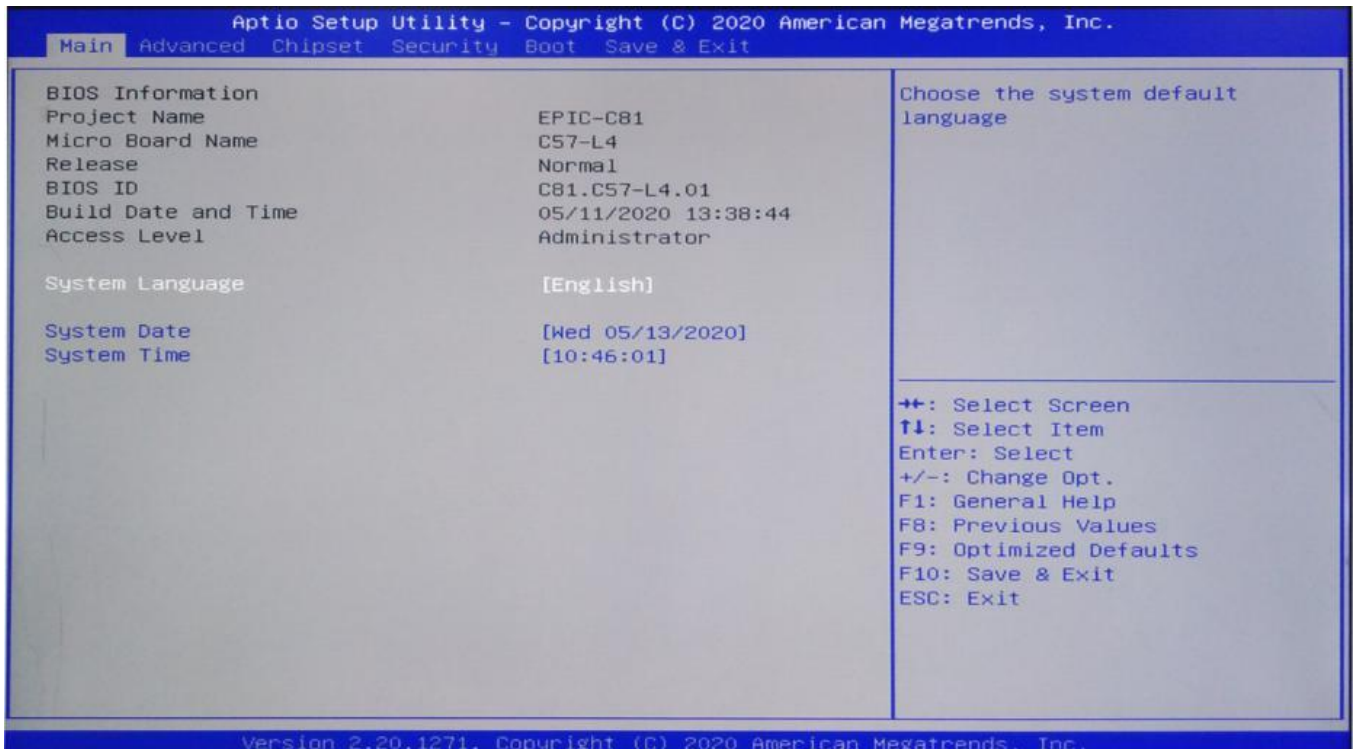 Aptio Setup Utility – Copyright (C) 2020 American Megatrends, Inc.
Main Advanced Chipset Security Boot Save & Exit
BIOS Information
Project Name EPIC-C81
Micro Board Name C57-L4
Release Normal
BIOS ID C81.C57-L4.01
Build Date and Time 05/11/2020 13:38:44
Access Level Administrator
System Language [English]
System Date [Wed 05/13/2020]
System Time [10:46:01]
Choose the system default
language
→←: Select Screen
↑↓: Select Item
Enter: Select
+/-: Change Opt.
F1: General Help
F8: Previous Values
F9: Optimized Defaults
F10: Save & Exit
ESC: Exit
Version 2.20.1271. Copyright (C) 2020 American Megatrends, Inc.